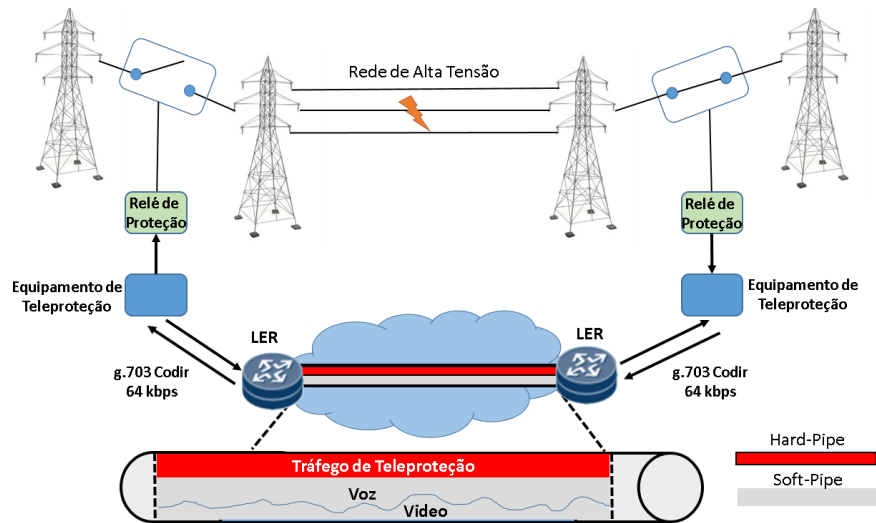 Rede de Alta Tensão
Relé de
Proteção
Relé de
Proteção
Equipamento de
Teleproteção
Equipamento de
Teleproteção
LER
LER
g.703 Codir
64 kbps
g.703 Codir
64 kbps
Hard-Pipe
Tráfego de Teleproteção
Soft-Pipe
Voz
Video